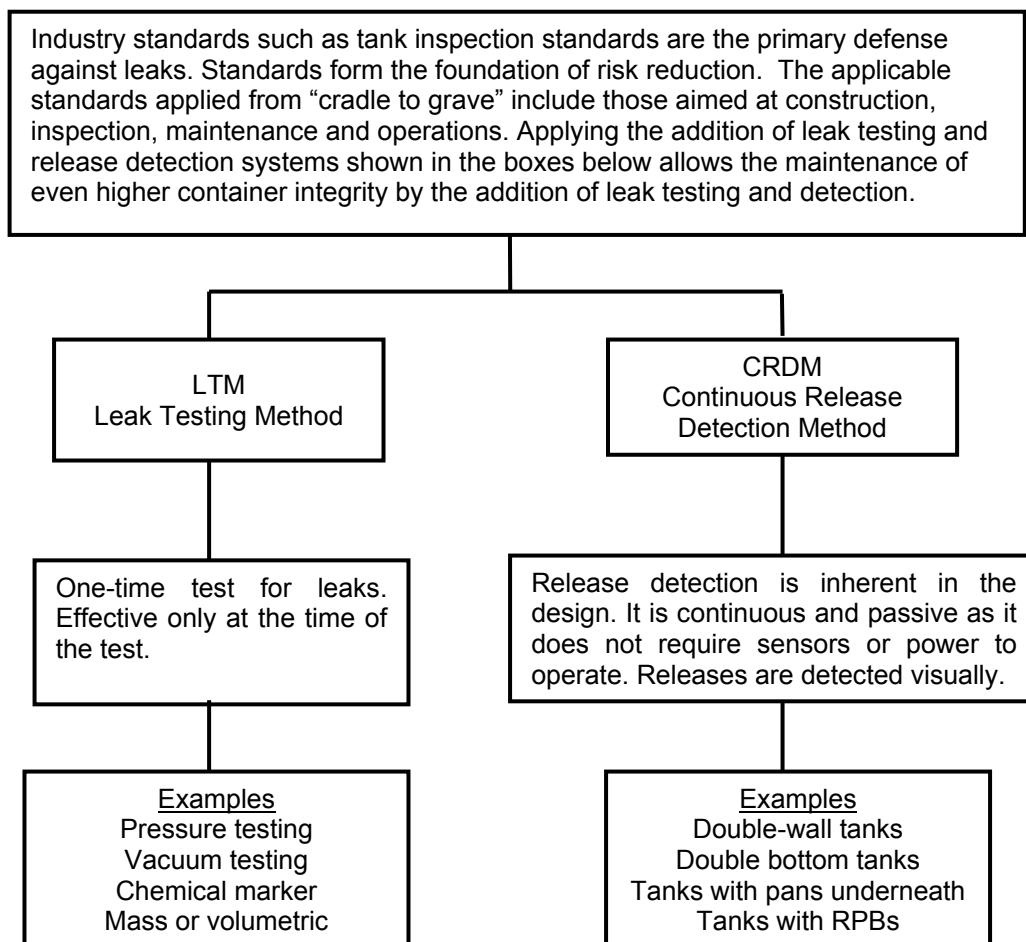 Industry standards such as tank inspection standards are the primary defense
against leaks. Standards form the foundation of risk reduction.  The applicable
standards applied from “cradle to grave” include those aimed at construction,
inspection, maintenance and operations. Applying the addition of leak testing and
release detection systems shown in the boxes below allows the maintenance of
even higher container integrity by the addition of leak testing and detection.
LTM
Leak Testing Method
CRDM
Continuous Release
Detection Method
One-time test for leaks.
Effective only at the time of
the test.
Release detection is inherent in the
design. It is continuous and passive as it
does not require sensors or power to
operate. Releases are detected visually.
Examples
Pressure testing
Vacuum testing
Chemical marker
Mass or volumetric
Examples
Double-wall tanks
Double bottom tanks
Tanks with pans underneath
Tanks with RPBs